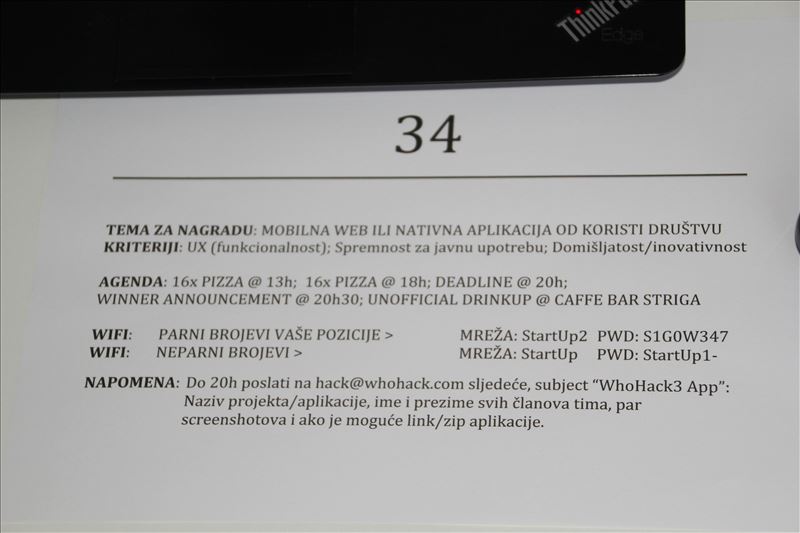 Edge
34
TEMA ZA NAGRADU: MOBILNA WEB ILI NATIVNA APLIKACIJA OD KORISTI DRUŠTVU
KRITERIJI: UX (funkcionalnost); Spremnost za javnu upotrebu; Domišljatost/inovativnost
AGENDA: 16x PIZZA @ 13h; 16x PIZZA @ 18h; DEADLINE @ 20h;
WINNER ANNOUNCEMENT @ 20h30; UNOFFICIAL DRINKUP @ CAFFE BAR STRIGA
WIFI: PARNI BROJEVI VAŠE POZICIJE > MREŽA: StartUp2 PWD: S1G0W347
WIFI: NEPARNI BROJEVI > MREŽA: StartUp PWD: StartUp1-
NAPOMENA: Do 20h poslati na hack@whohack.com sljedeće, subject “WhoHack3 App”:
Naziv projekta/aplikacije, ime i prezime svih članova tima, par
screenshotova i ako je moguće link/zip aplikacije.